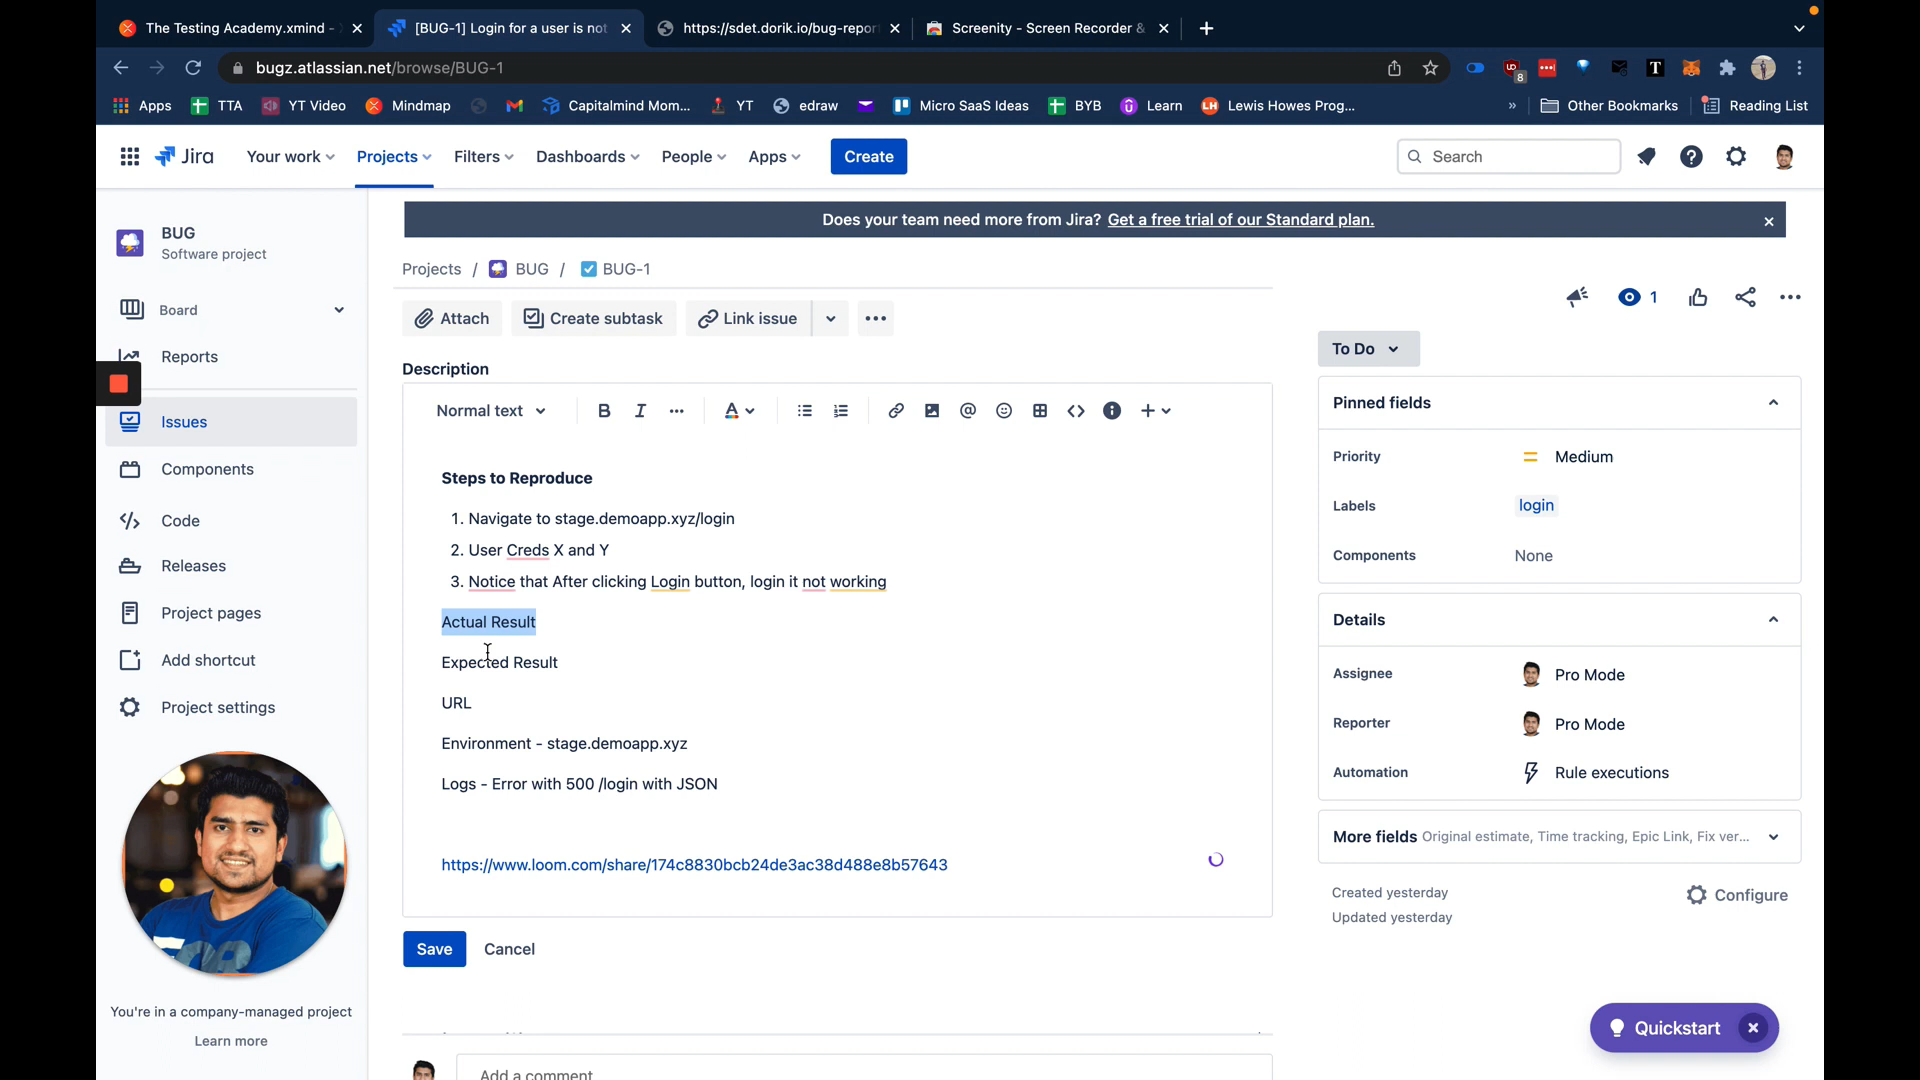 The Testing Academy.xmind -
[BUG-1] Login for a user is not
https://sdet.dorik.io/bug-repor
Screenity - Screen Recorder &
bugz.atlassian.net/browse/BUG-1
8
Apps TTA YT Video Mindmap Capitalmind Mom... YT edraw Micro SaaS Ideas BYB Learn Lewis Howes Prog... » Other Bookmarks Reading List
Jira Your work Projects Filters Dashboards People Apps Create Search
Does your team need more from Jira? Get a free trial of our Standard plan.
BUG
Software project
Board
Reports
Issues
Components
Code
Releases
Project pages
Add shortcut
Project settings
You're in a company-managed project
Learn more
Projects / BUG / BUG-1
Attach Create subtask Link issue
Description
Normal text
Steps to Reproduce
1. Navigate to stage.demoapp.xyz/login
2. User Creds X and Y
3. Notice that After clicking Login button, login it not working
Actual Result
Expected Result
URL
Environment - stage.demoapp.xyz
Logs - Error with 500 /login with JSON
https://www.loom.com/share/174c8830bcb24de3ac38d488e8b57643
Save Cancel
Add a comment
1
To Do
Pinned fields
Priority Medium
Labels login
Components None
Details
Assignee Pro Mode
Reporter Pro Mode
Automation Rule executions
More fields Original estimate, Time tracking, Epic Link, Fix ver...
Created yesterday
Updated yesterday
Configure
Quickstart